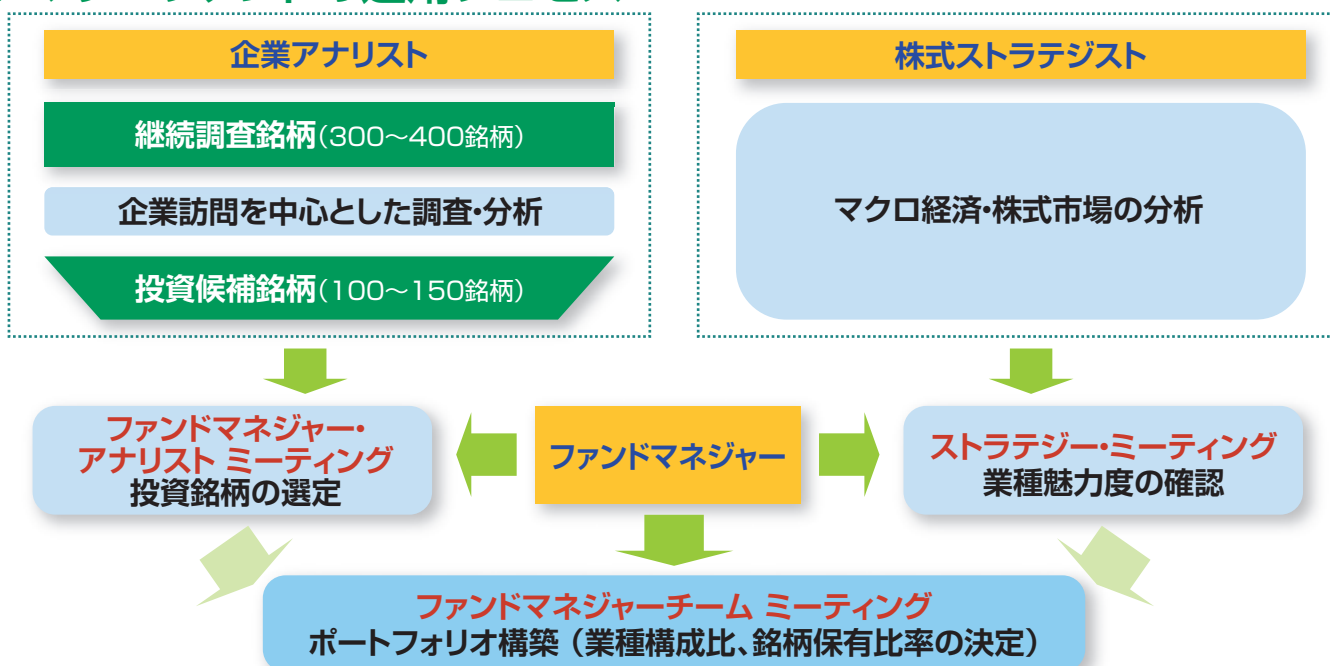 企業アナリスト
継続調査銘柄(300〜400銘柄)
企業訪問を中心とした調査・分析
投資候補銘柄(100〜150銘柄)
株式ストラテジスト
マクロ経済・株式市場の分析
ファンドマネジャー・
アナリスト ミーティング
投資銘柄の選定
ファンドマネジャー
ストラテジー・ミーティング
業種魅力度の確認
ファンドマネジャーチーム ミーティング
ポートフォリオ構築(業種構成比、銘柄保有比率の決定)